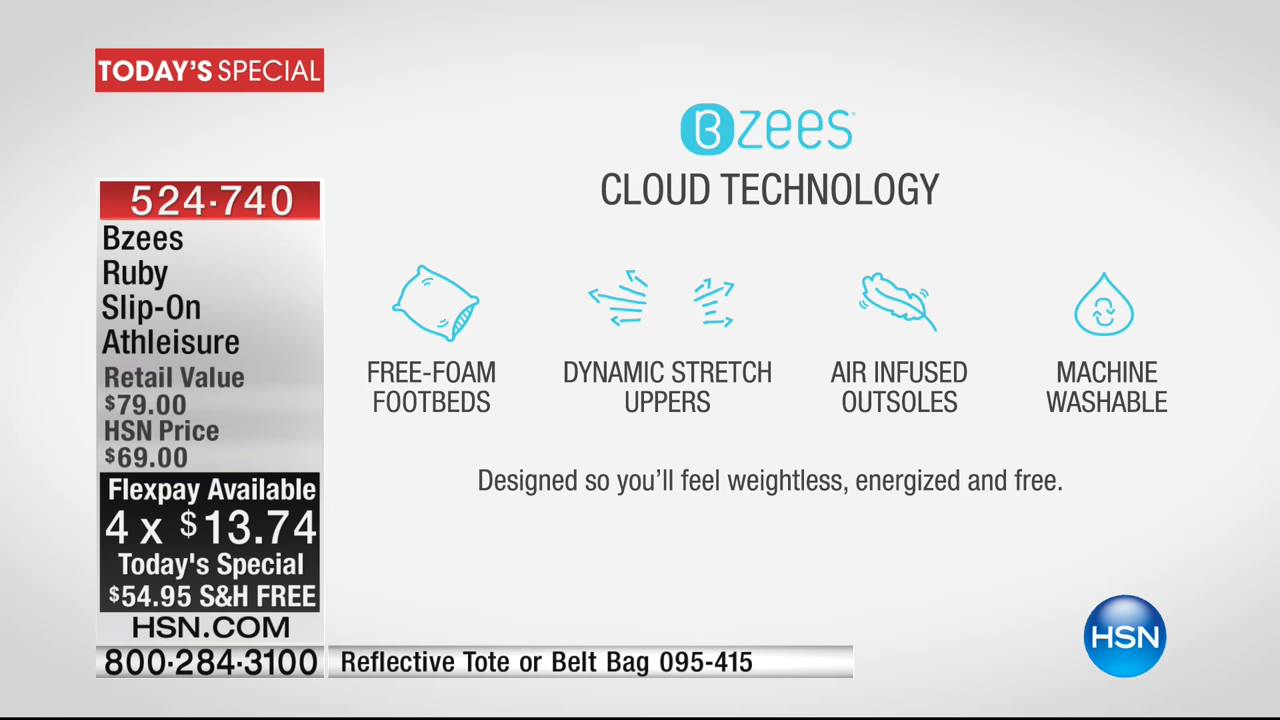 TODAY'S SPECIAL
Bzees™
CLOUD TECHNOLOGY
524·740
Bzees
Ruby
Slip-On
Athleisure
Retail Value
$79.00
HSN Price
$69.00
Flexpay Available
4 x $13.74
Today's Special
$54.95 S&H FREE
HSN.COM
800·284·3100
FREE-FOAM
FOOTBEDS
DYNAMIC STRETCH
UPPERS
AIR INFUSED
OUTSOLES
MACHINE
WASHABLE
Designed so you'll feel weightless, energized and free.
HSN
Reflective Tote or Belt Bag 095-415